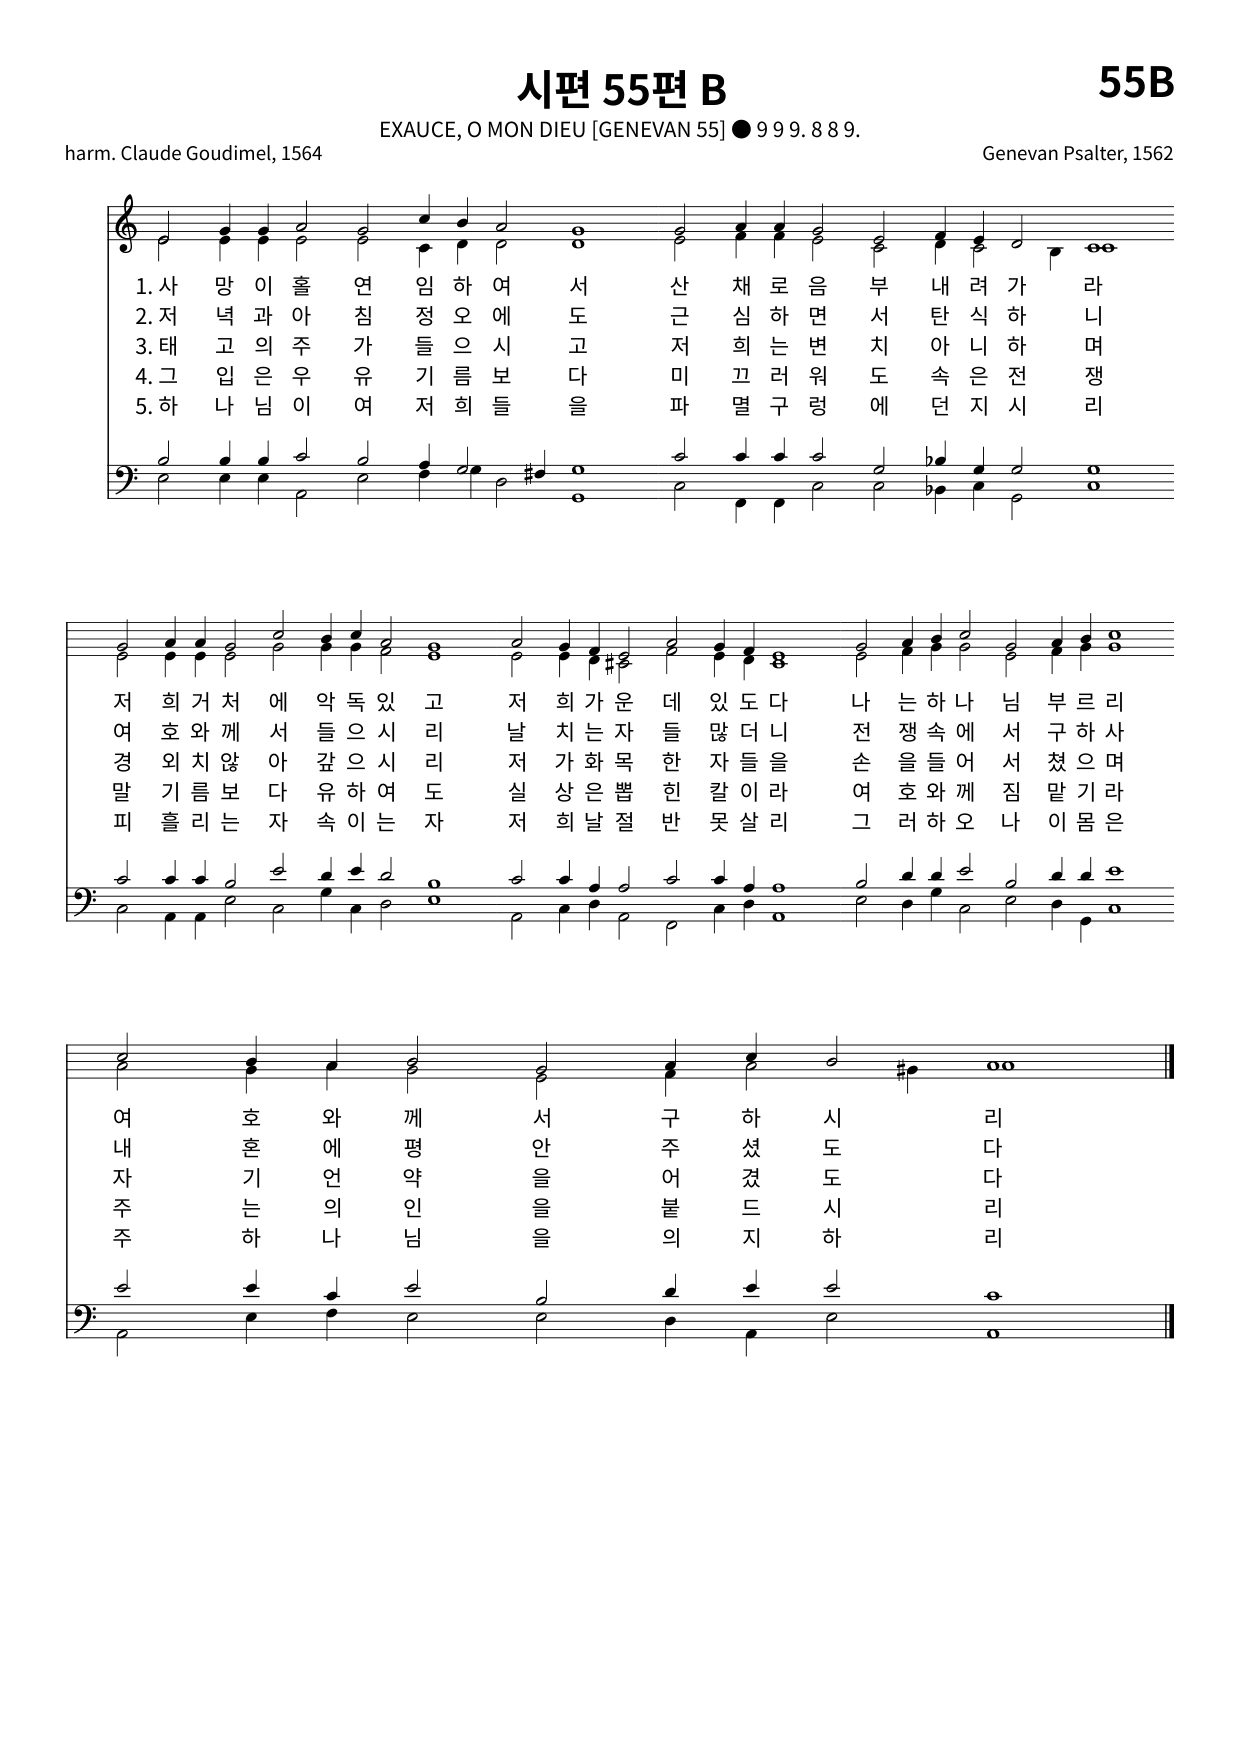 시편 55편 B
55B
EXAUCE, O MON DIEU [GENEVAN 55] ● 9 9 9. 8 8 9.
harm. Claude Goudimel, 1564
Genevan Psalter, 1562
1. 사 망 이 홀 연 임 하 여 서 산 채 로 음 부 내 려 가 라
2. 저 녁 과 아 침 정 오 에 도 근 심 하 면 서 탄 식 하 니
3. 태 고 의 주 가 들 으 시 고 저 희 는 변 치 아 니 하 며
4. 그 입 은 우 유 기 름 보 다 미 끄 러 워 도 속 은 전 쟁
5. 하 나 님 이 여 저 희 들 을 파 멸 구 렁 에 던 지 시 리
저 희 거 처 에 악 독 있 고 저 희 가 운 데 있 도 다 나 는 하 나 님 부 르 리
여 호 와 께 서 들 으 시 리 날 치 는 자 들 많 더 니 전 쟁 속 에 서 구 하 사
경 외 치 않 아 갚 으 시 리 저 가 화 목 한 자 들 을 손 을 들 어 서 쳤 으 며
말 기 름 보 다 유 하 여 도 실 상 은 뽑 힌 칼 이 라 여 호 와 께 짐 맡 기 라
피 흘 리 는 자 속 이 는 자 저 희 날 절 반 못 살 리 그 러 하 오 나 이 몸 은
여 호 와 께 서 구 하 시 리
내 혼 에 평 안 주 셨 도 다
자 기 언 약 을 어 겼 도 다
주 는 의 인 을 붙 드 시 리
주 하 나 님 을 의 지 하 리